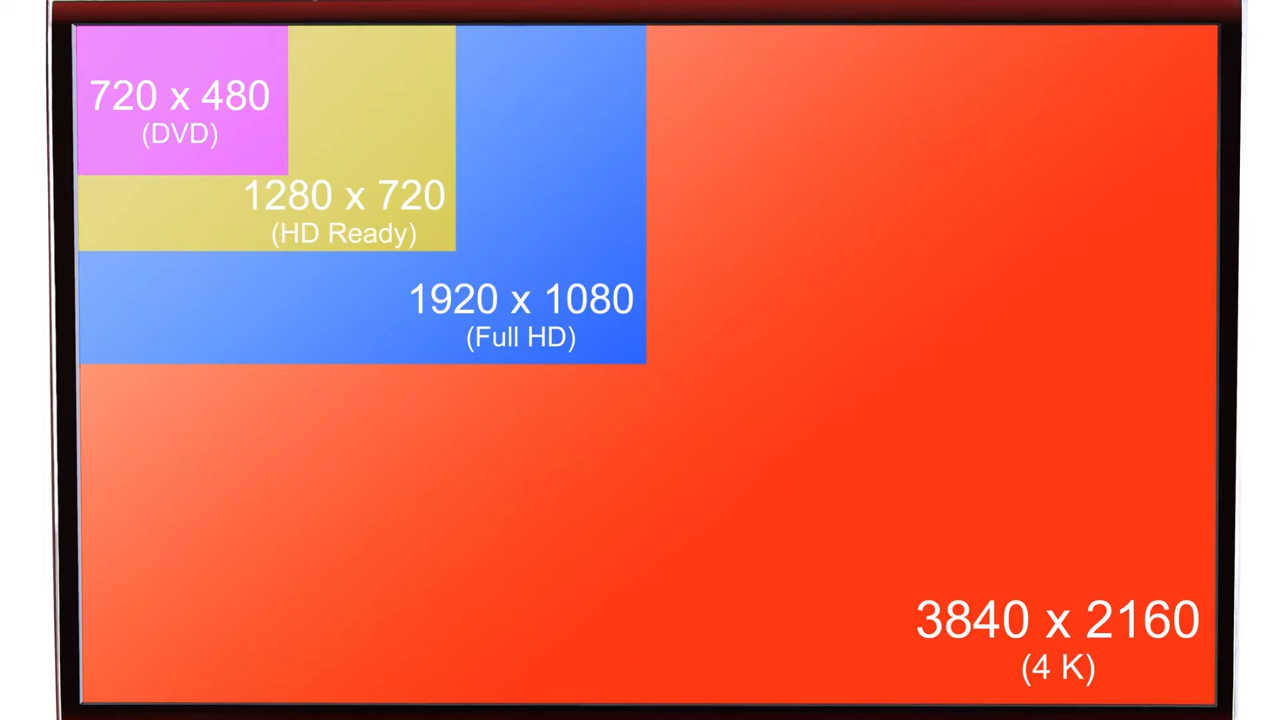 720 x 480
(DVD)
1280 x 720
(HD Ready)
1920 x 1080
(Full HD)
3840 x 2160
(4 K)